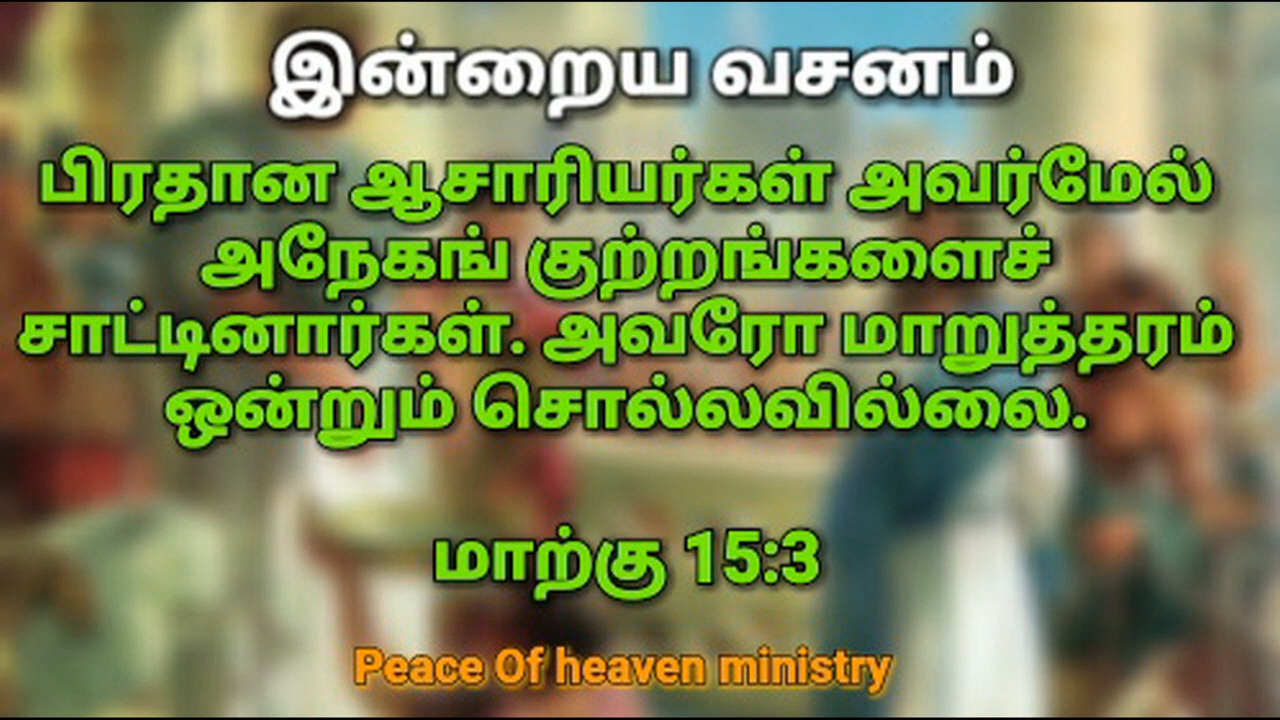 இன்றைய வசனம்
பிரதான ஆசாரியர்கள் அவர்மேல்
அநேகங் குற்றங்களைச்
சாட்டினார்கள். அவரோ மாறுத்தரம்
ஒன்றும் சொல்லவில்லை.
மாற்கு 15:3
Peace Of heaven ministry